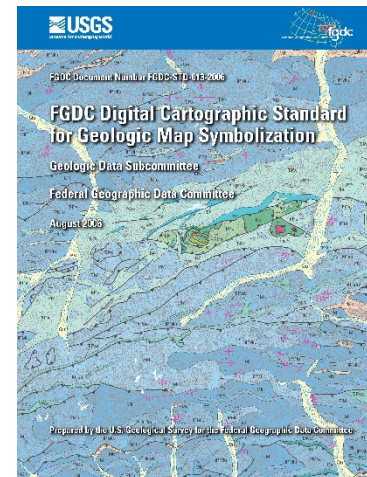 USGS
science for a changing world
fgdc
FGDC Document Number FGDC-STD-013-2006
FGDC Digital Cartographic Standard
for Geologic Map Symbolization
Geologic Data Subcommittee
Federal Geographic Data Committee
August 2006
Prepared by the U.S. Geological Survey for the Federal Geographic Data Committee